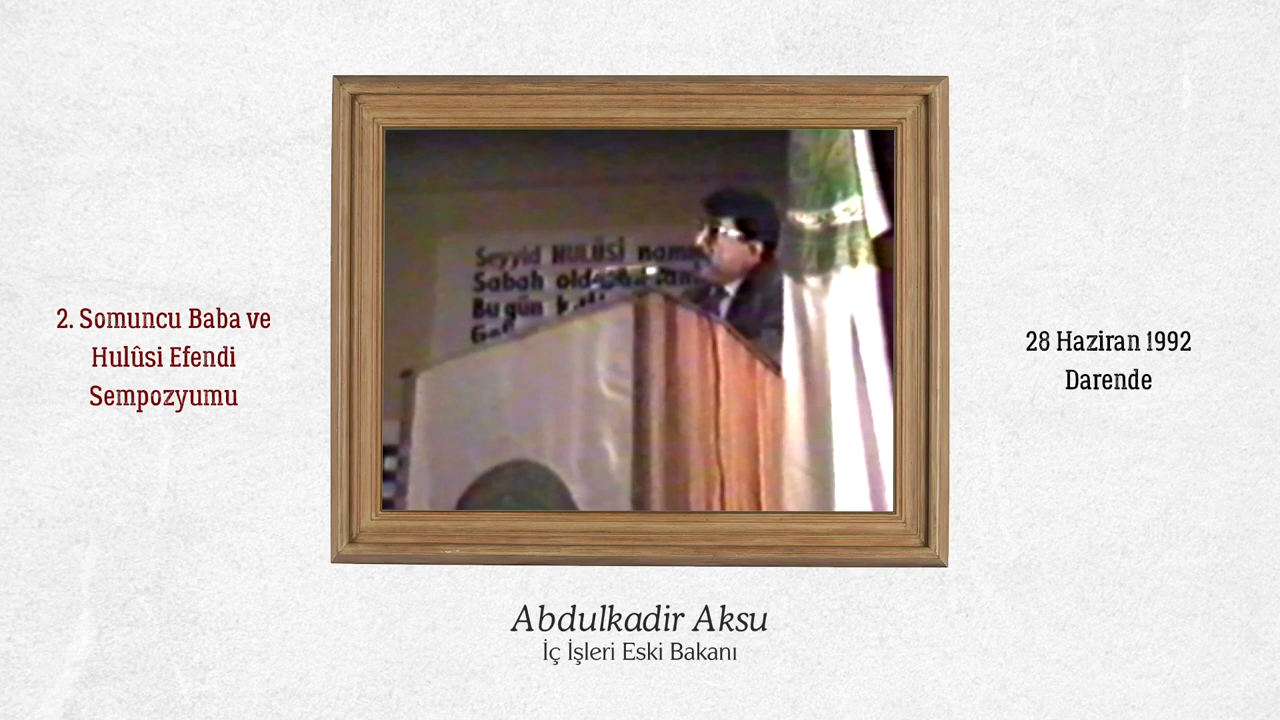 2. Somuncu Baba ve
Hulûsi Efendi
Sempozyumu
Seyyid HULÛSİ
Sabah
Bugün
28 Haziran 1992
Darende
Abdulkadir Aksu
İç İşleri Eski Bakanı